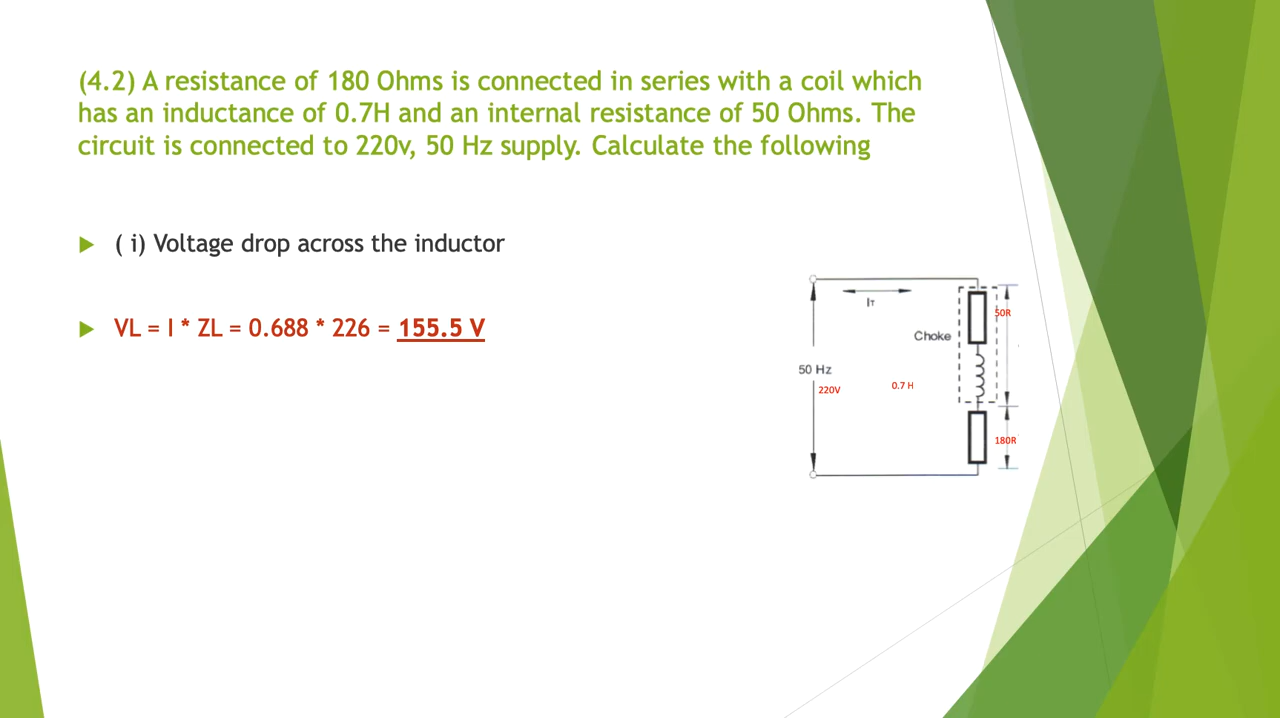 (4.2) A resistance of 180 Ohms is connected in series with a coil which
has an inductance of 0.7H and an internal resistance of 50 Ohms. The
circuit is connected to 220v, 50 Hz supply. Calculate the following
( i) Voltage drop across the inductor
VL = I * ZL = 0.688 * 226 = 155.5 V
IT
50R
Choke
50 Hz
220V
0.7 H
180R